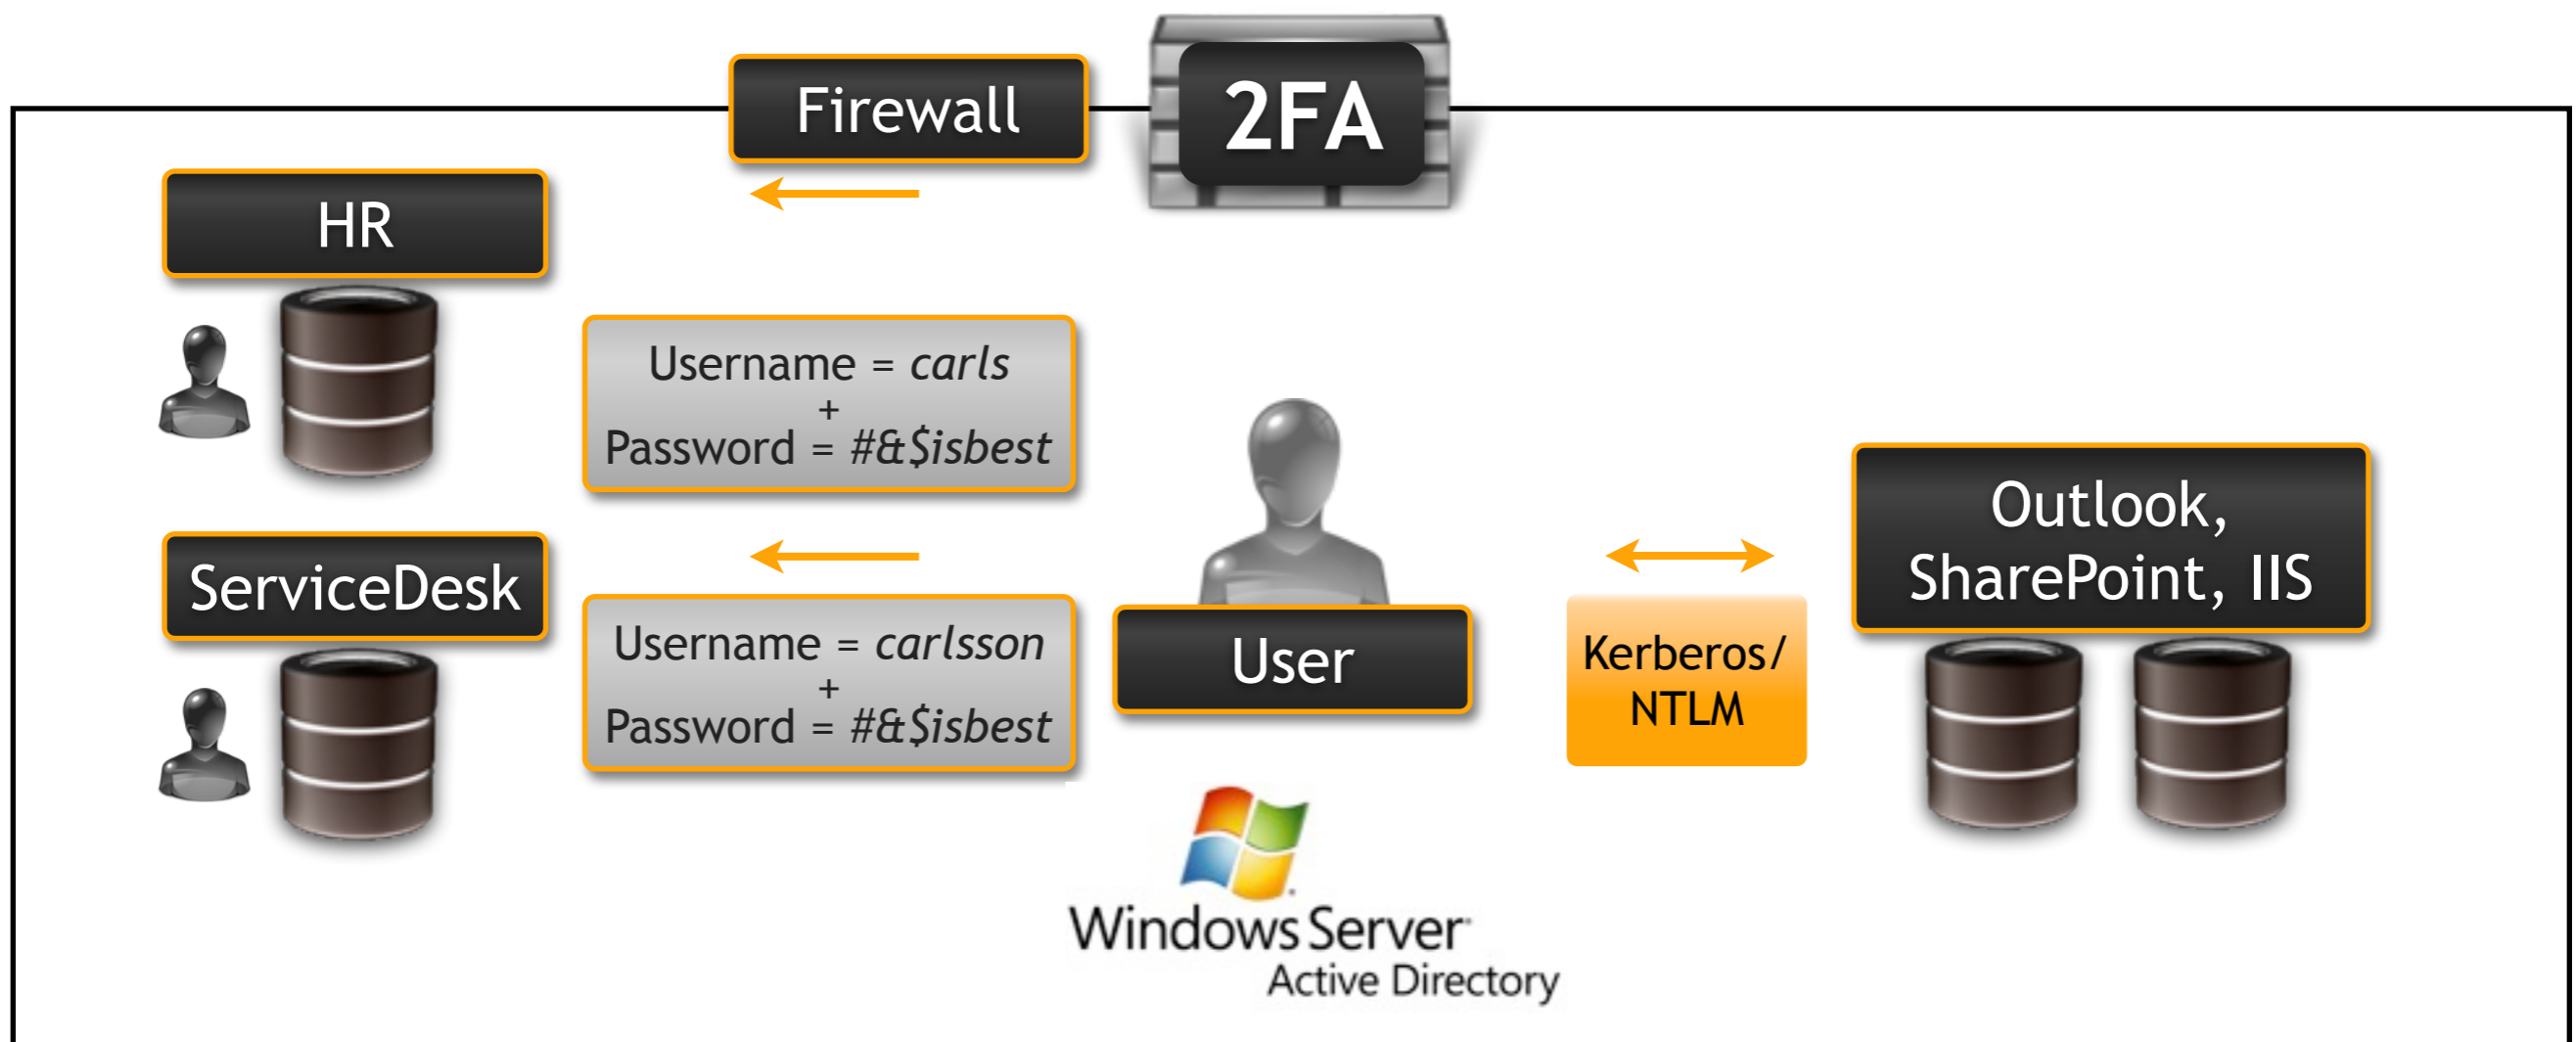 Firewall
2FA
HR
Username = carls
+
Password = #&$isbest
ServiceDesk
Username = carlsson
+
Password = #&$isbest
User
Kerberos/
NTLM
Outlook,
SharePoint, IIS
Windows Server
Active Directory